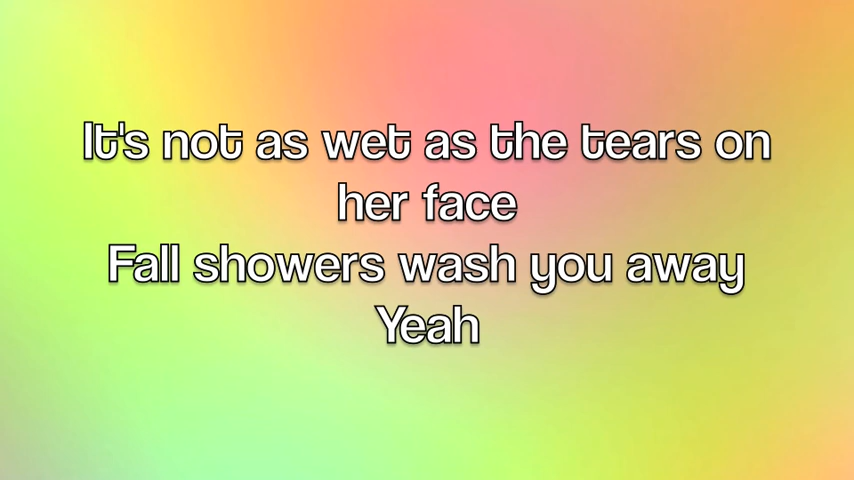 It's not as wet as the tears on
her face
Fall showers wash you away
Yeah